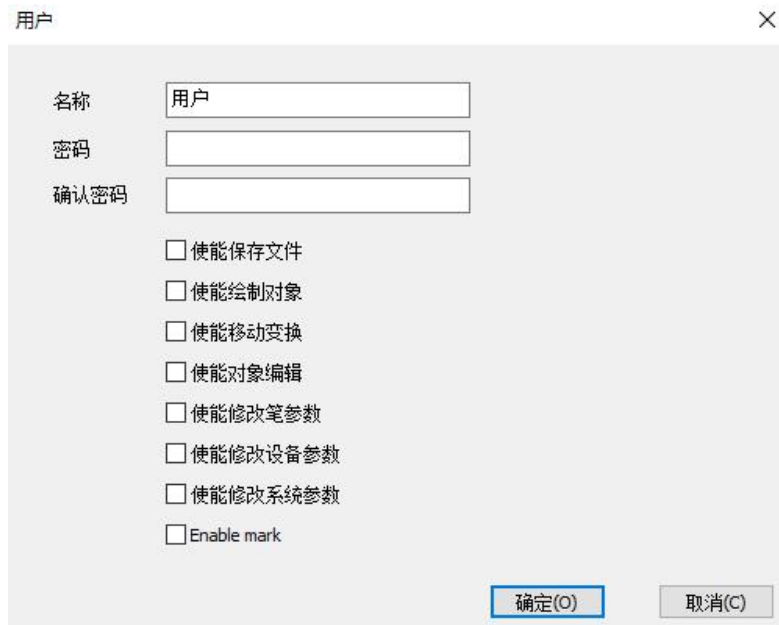 用户
名称 用户
密码
确认密码
使能保存文件
使能绘制对象
使能移动变换
使能对象编辑
使能修改笔参数
使能修改设备参数
使能修改系统参数
Enable mark
确定(O) 取消(C)